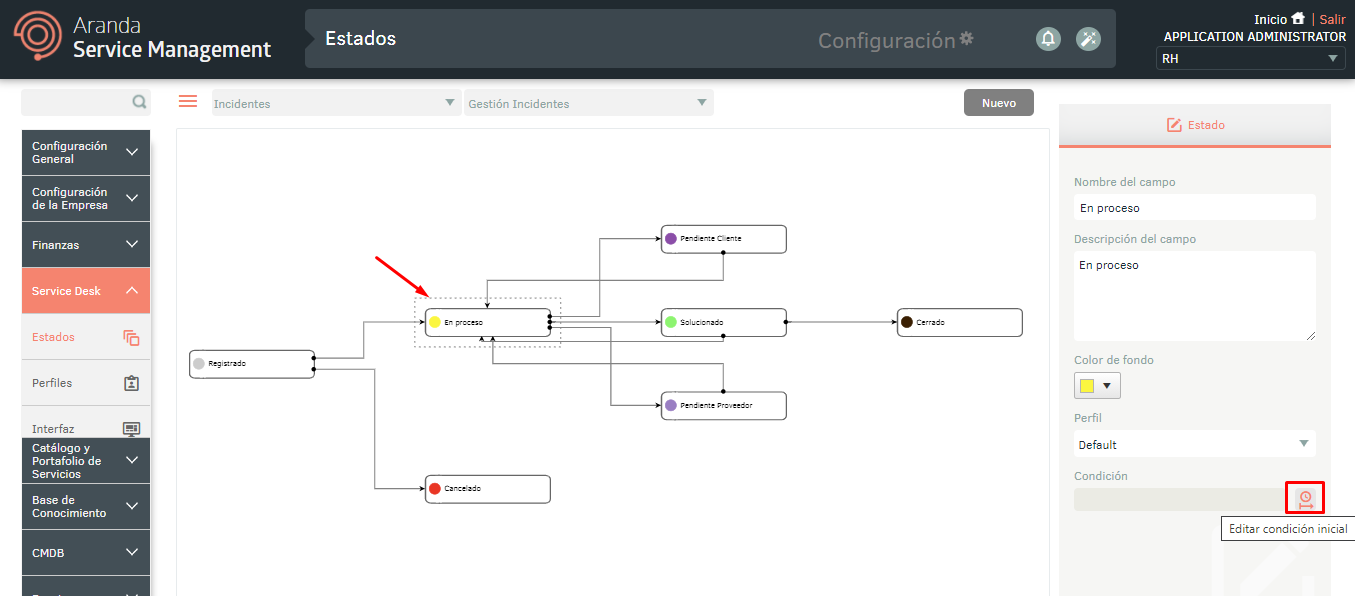 Aranda
Service Management
Estados
Configuración
Inicio | Salir
APPLICATION ADMINISTRATOR
RH
Incidentes
Gestión Incidentes
Nuevo
Configuración
General
Configuración
de la Empresa
Finanzas
Service Desk
Estados
Perfiles
Interfaz
Catálogo y
Portafolio de
Servicios
Base de
Conocimiento
CMDB
Registrado
En proceso
Pendiente Cliente
Solucionado
Cerrado
Pendiente Proveedor
Cancelado
Estado
Nombre del campo
En proceso
Descripción del campo
En proceso
Color de fondo
Perfil
Default
Condición
Editar condición inicial